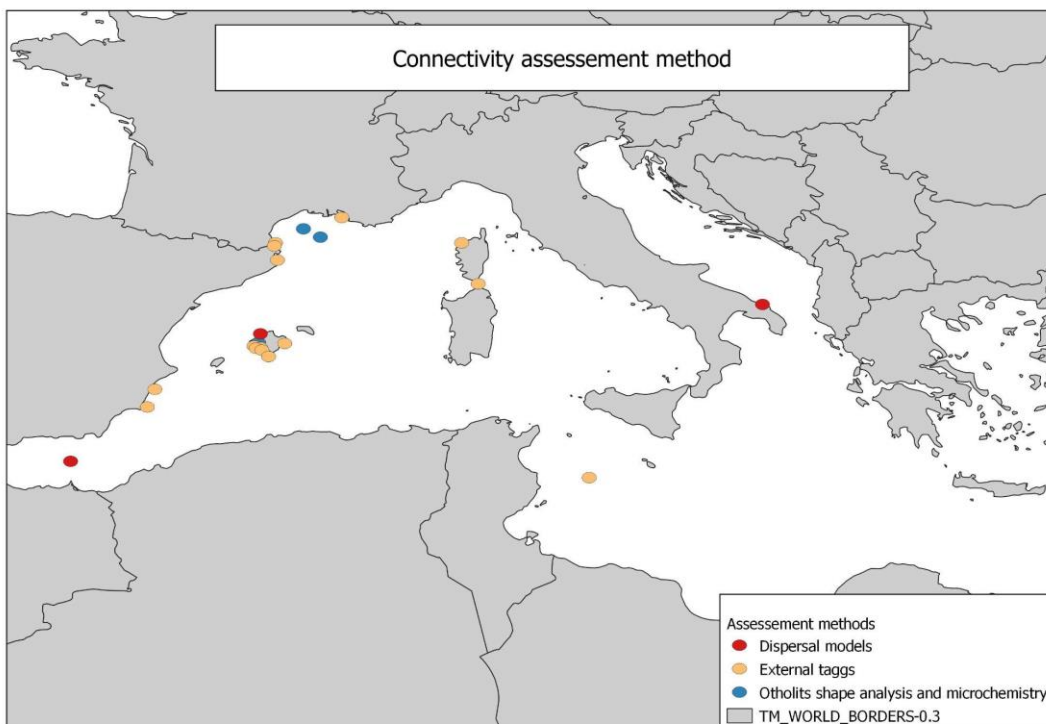 Connectivity assessement method
Assessement methods
Dispersal models
External taggs
Otholits shape analysis and microchemistry
TM_WORLD_BORDERS-0.3